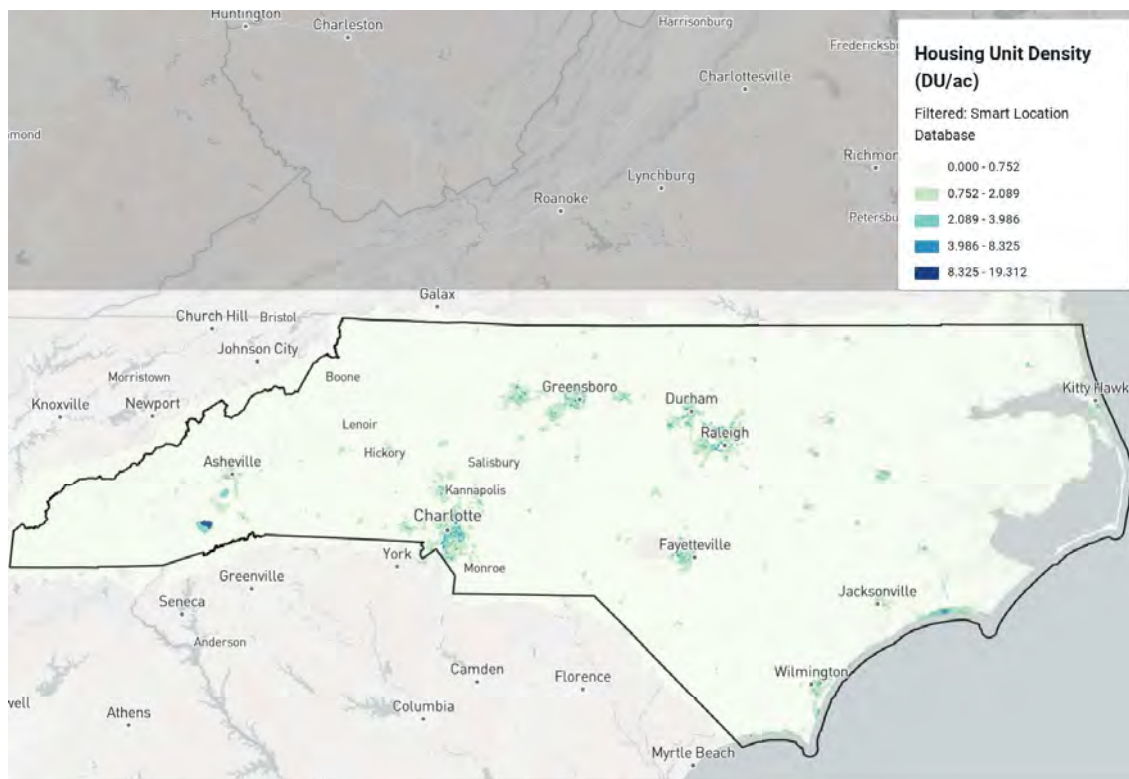 Huntington
Charleston
Harrisonburg
Charlottesville
Lynchburg
Roanoke
Housing Unit Density
(DU/ac)
Filtered: Smart Location
Database
0.000 - 0.752
0.752 - 2.089
2.089 - 3.986
3.986 - 8.325
8.325 - 19.312
Fredericksbu
Richmon
Petersbu
mond
Galax
Church Hill
Bristol
Johnson City
Morristown
Boone
Knoxville
Newport
Greensboro
Durham
Kitty Hawk
Lenoir
Raleigh
Hickory
Salisbury
Asheville
Kannapolis
Charlotte
York
Monroe
Fayetteville
Greenville
Seneca
Jacksonville
Anderson
Camden
Florence
Wilmington
well
Athens
Columbia
Myrtle Beach